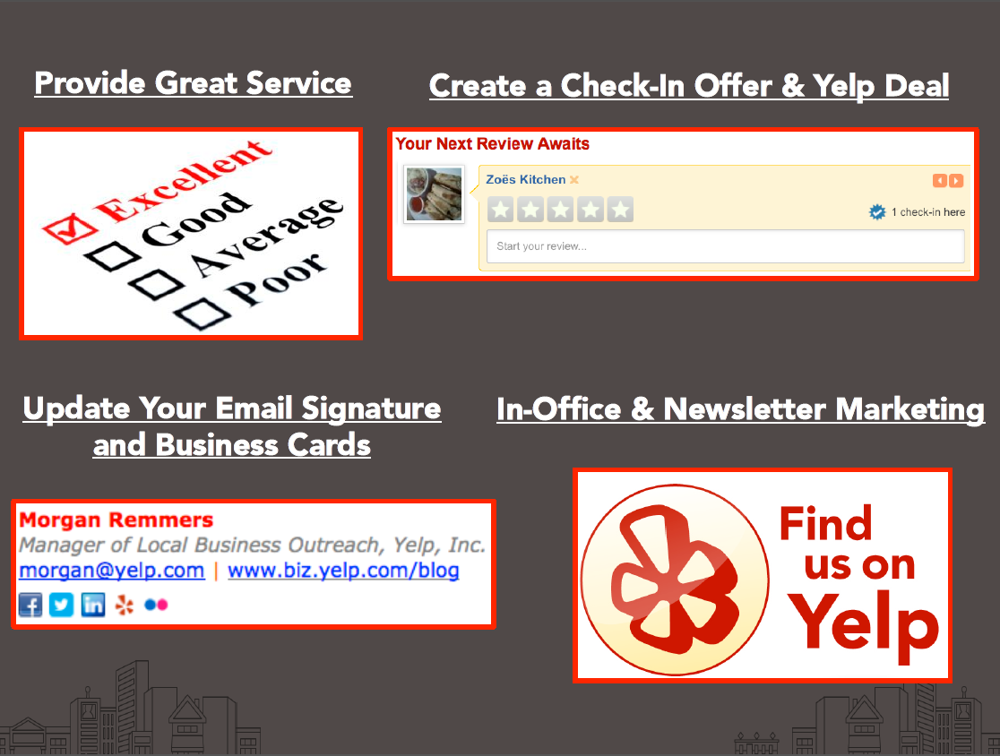 Provide Great Service
Excellent
Good
Average
Poor
Create a Check-In Offer & Yelp Deal
Your Next Review Awaits
Zoës Kitchen
1 check-in here
Start your review...
Update Your Email Signature
and Business Cards
Morgan Remmers
Manager of Local Business Outreach, Yelp, Inc.
morgan@yelp.com | www.biz.yelp.com/blog
In-Office & Newsletter Marketing
Find
us on
Yelp